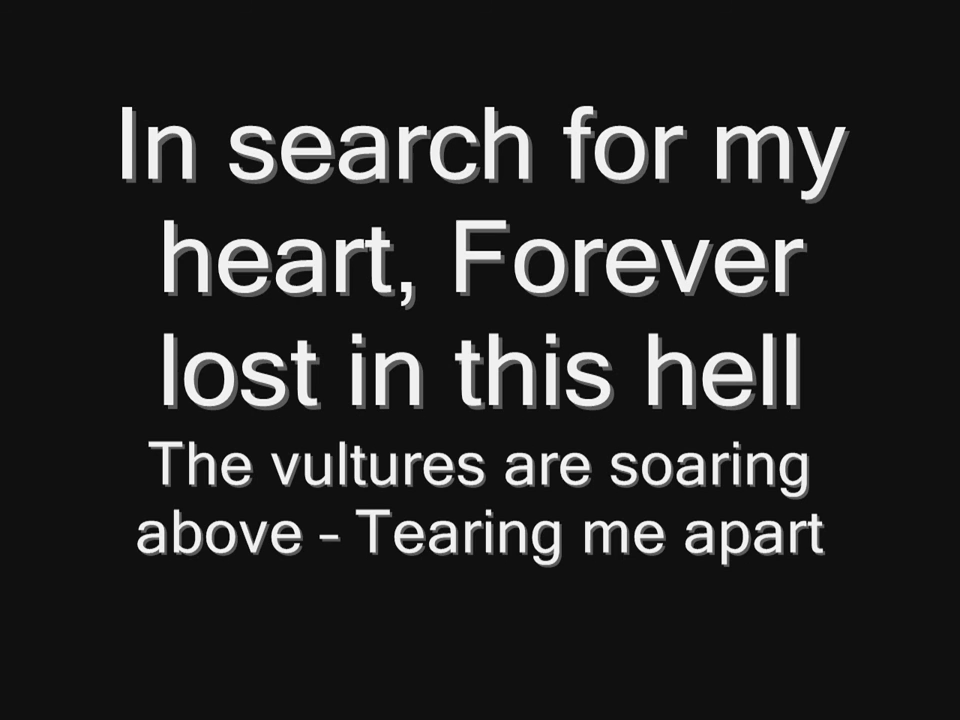 In search for my
heart, Forever
lost in this hell
The vultures are soaring
above – Tearing me apart